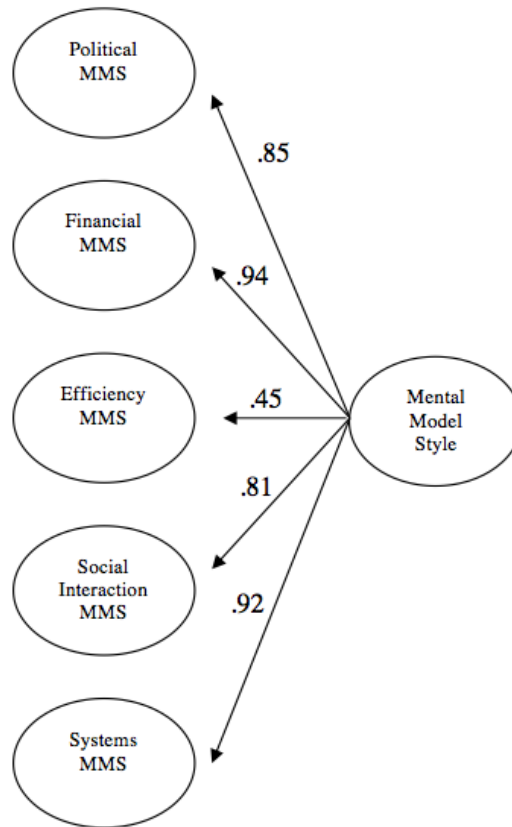 Political
MMS
.85
Financial
MMS
.94
Efficiency
MMS
.45
Mental
Model
Style
.81
Social
Interaction
MMS
.92
Systems
MMS